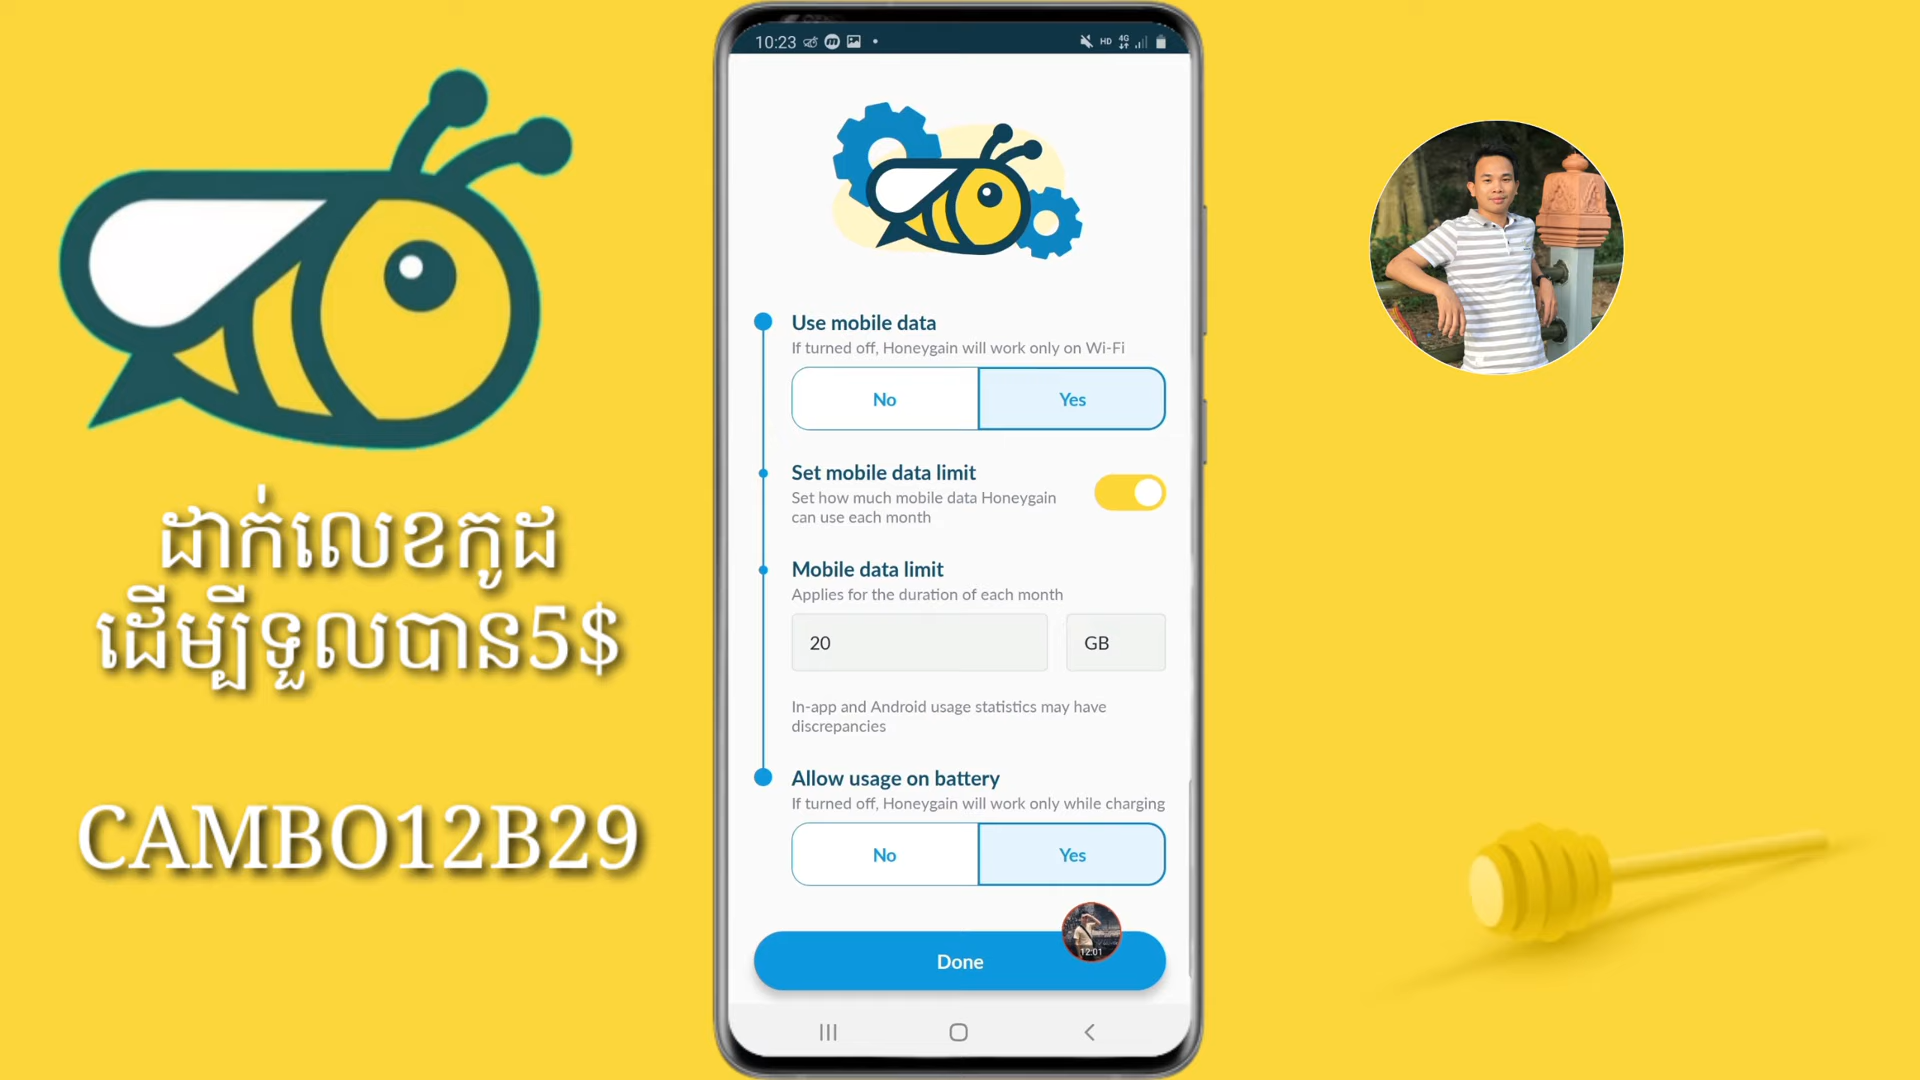 10:23
HD 4G
Use mobile data
If turned off, Honeygain will work only on Wi-Fi
No Yes
Set mobile data limit
Set how much mobile data Honeygain
can use each month
Mobile data limit
Applies for the duration of each month
20 GB
In-app and Android usage statistics may have
discrepancies
Allow usage on battery
If turned off, Honeygain will work only while charging
No Yes
12:01
Done
ដាក់លេខកូដ
ដើម្បីទទួលបាន5$
CAMBO12B29